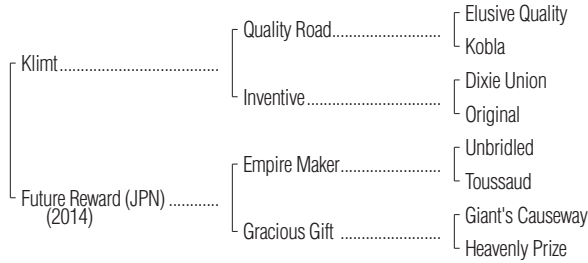 Elusive Quality
Quality Road
Kobla
Klimt
Dixie Union
Inventive
Original
Unbridled
Empire Maker
Toussaud
Future Reward (JPN)
(2014)
Giant's Causeway
Gracious Gift
Heavenly Prize